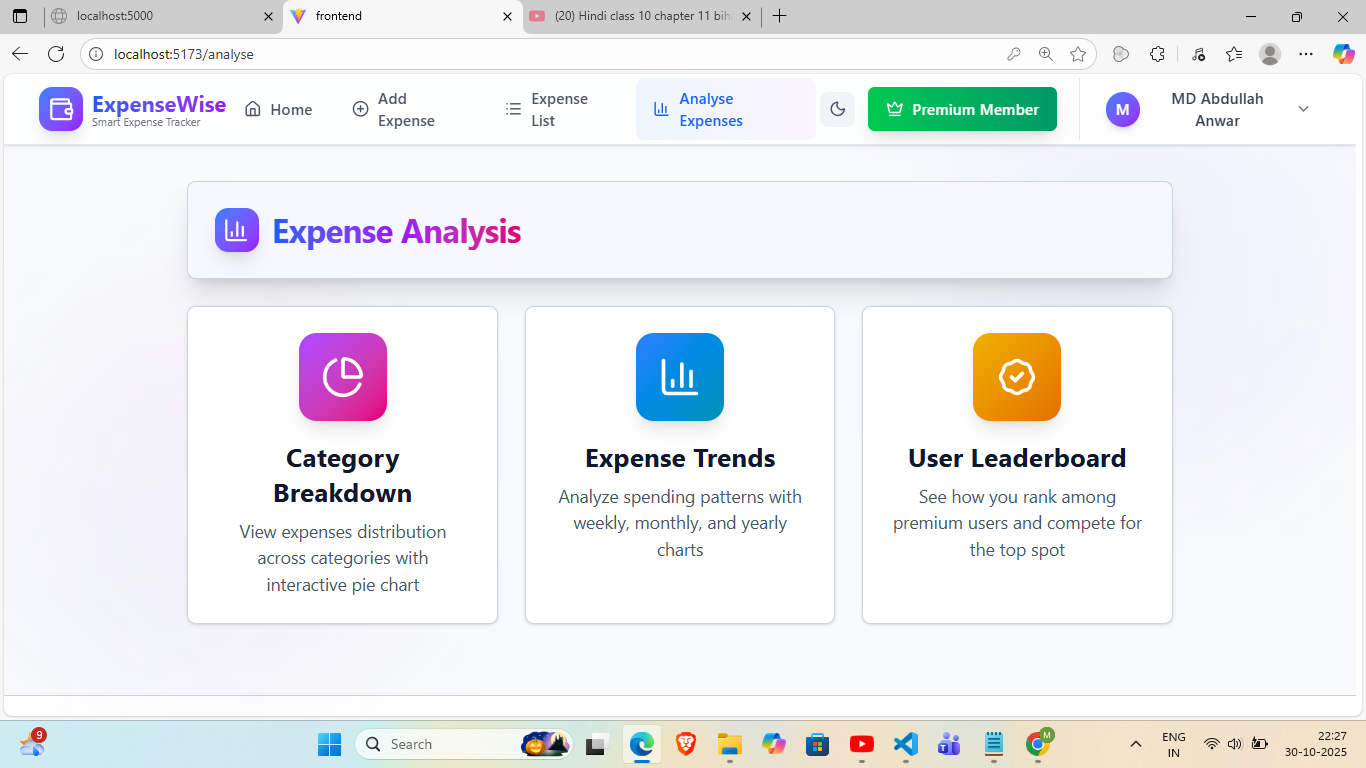 localhost:5000
frontend
(20) Hindi class 10 chapter 11 bih
localhost:5173/analyse
ExpenseWise
Smart Expense Tracker
Home
Add
Expense
Expense
List
Analyse
Expenses
Premium Member
M
MD Abdullah
Anwar
Expense Analysis
Category
Breakdown
View expenses distribution
across categories with
interactive pie chart
Expense Trends
Analyze spending patterns with
weekly, monthly, and yearly
charts
User Leaderboard
See how you rank among
premium users and compete for
the top spot
9
Search
M
ENG
IN
22:27
30-10-2025